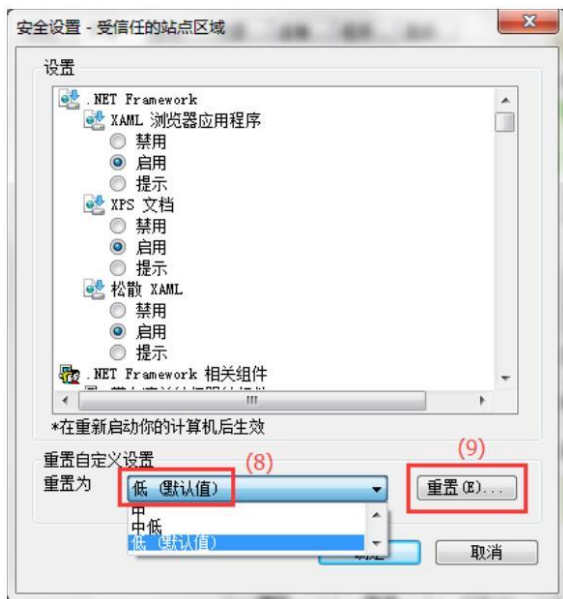 安全设置 - 受信任的站点区域
设置
.NET Framework
XAML 浏览器应用程序
禁用
启用
提示
XPS 文档
禁用
启用
提示
松散 XAML
禁用
启用
提示
.NET Framework 相关组件
*在重新启动你的计算机后生效
重置自定义设置
(8)
(9)
重置为
低 (默认值)
重置(E)...
中
中低
低 (默认值)
取消